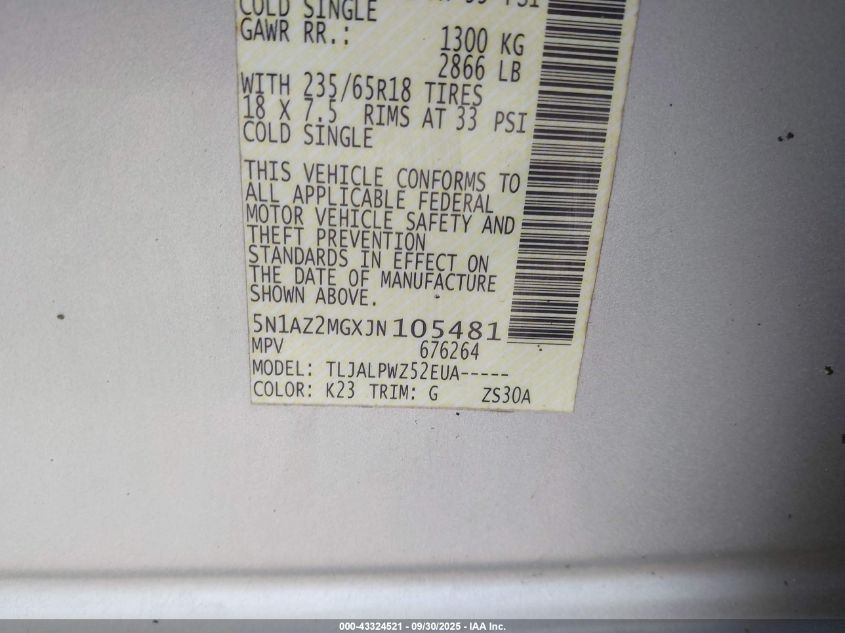 COLD SINGLE
GAWR RR.: 1300 KG
2866 LB
WITH 235/65R18 TIRES
18 X 7.5 RIMS AT 33 PSI
COLD SINGLE
THIS VEHICLE CONFORMS TO
ALL APPLICABLE FEDERAL
MOTOR VEHICLE SAFETY AND
THEFT PREVENTION
STANDARDS IN EFFECT ON
THE DATE OF MANUFACTURE
SHOWN ABOVE.
5N1AZ2MGXJN105481
MPV 676264
MODEL: TLJALPWZ52EUA-----
COLOR: K23 TRIM: G ZS30A
000-43324521 - 09/30/2025 - IAA Inc.